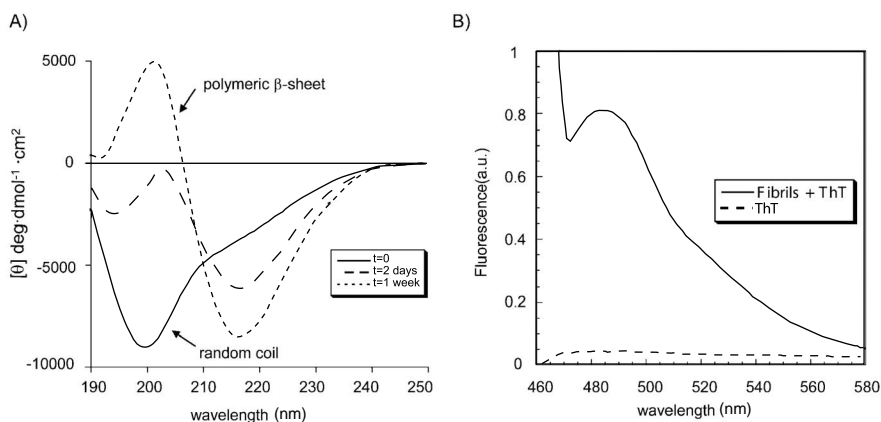 A)
5000
0
-5000
-10000
[θ] deg·dmol⁻¹ ·cm²
polymeric β-sheet
random coil
t=0
t=2 days
t=1 week
190 200 210 220 230 240 250
wavelength (nm)
B)
1
0.8
0.6
0.4
0.2
0
Fluorescence(a.u.)
Fibrils + ThT
ThT
460 480 500 520 540 560 580
wavelength (nm)